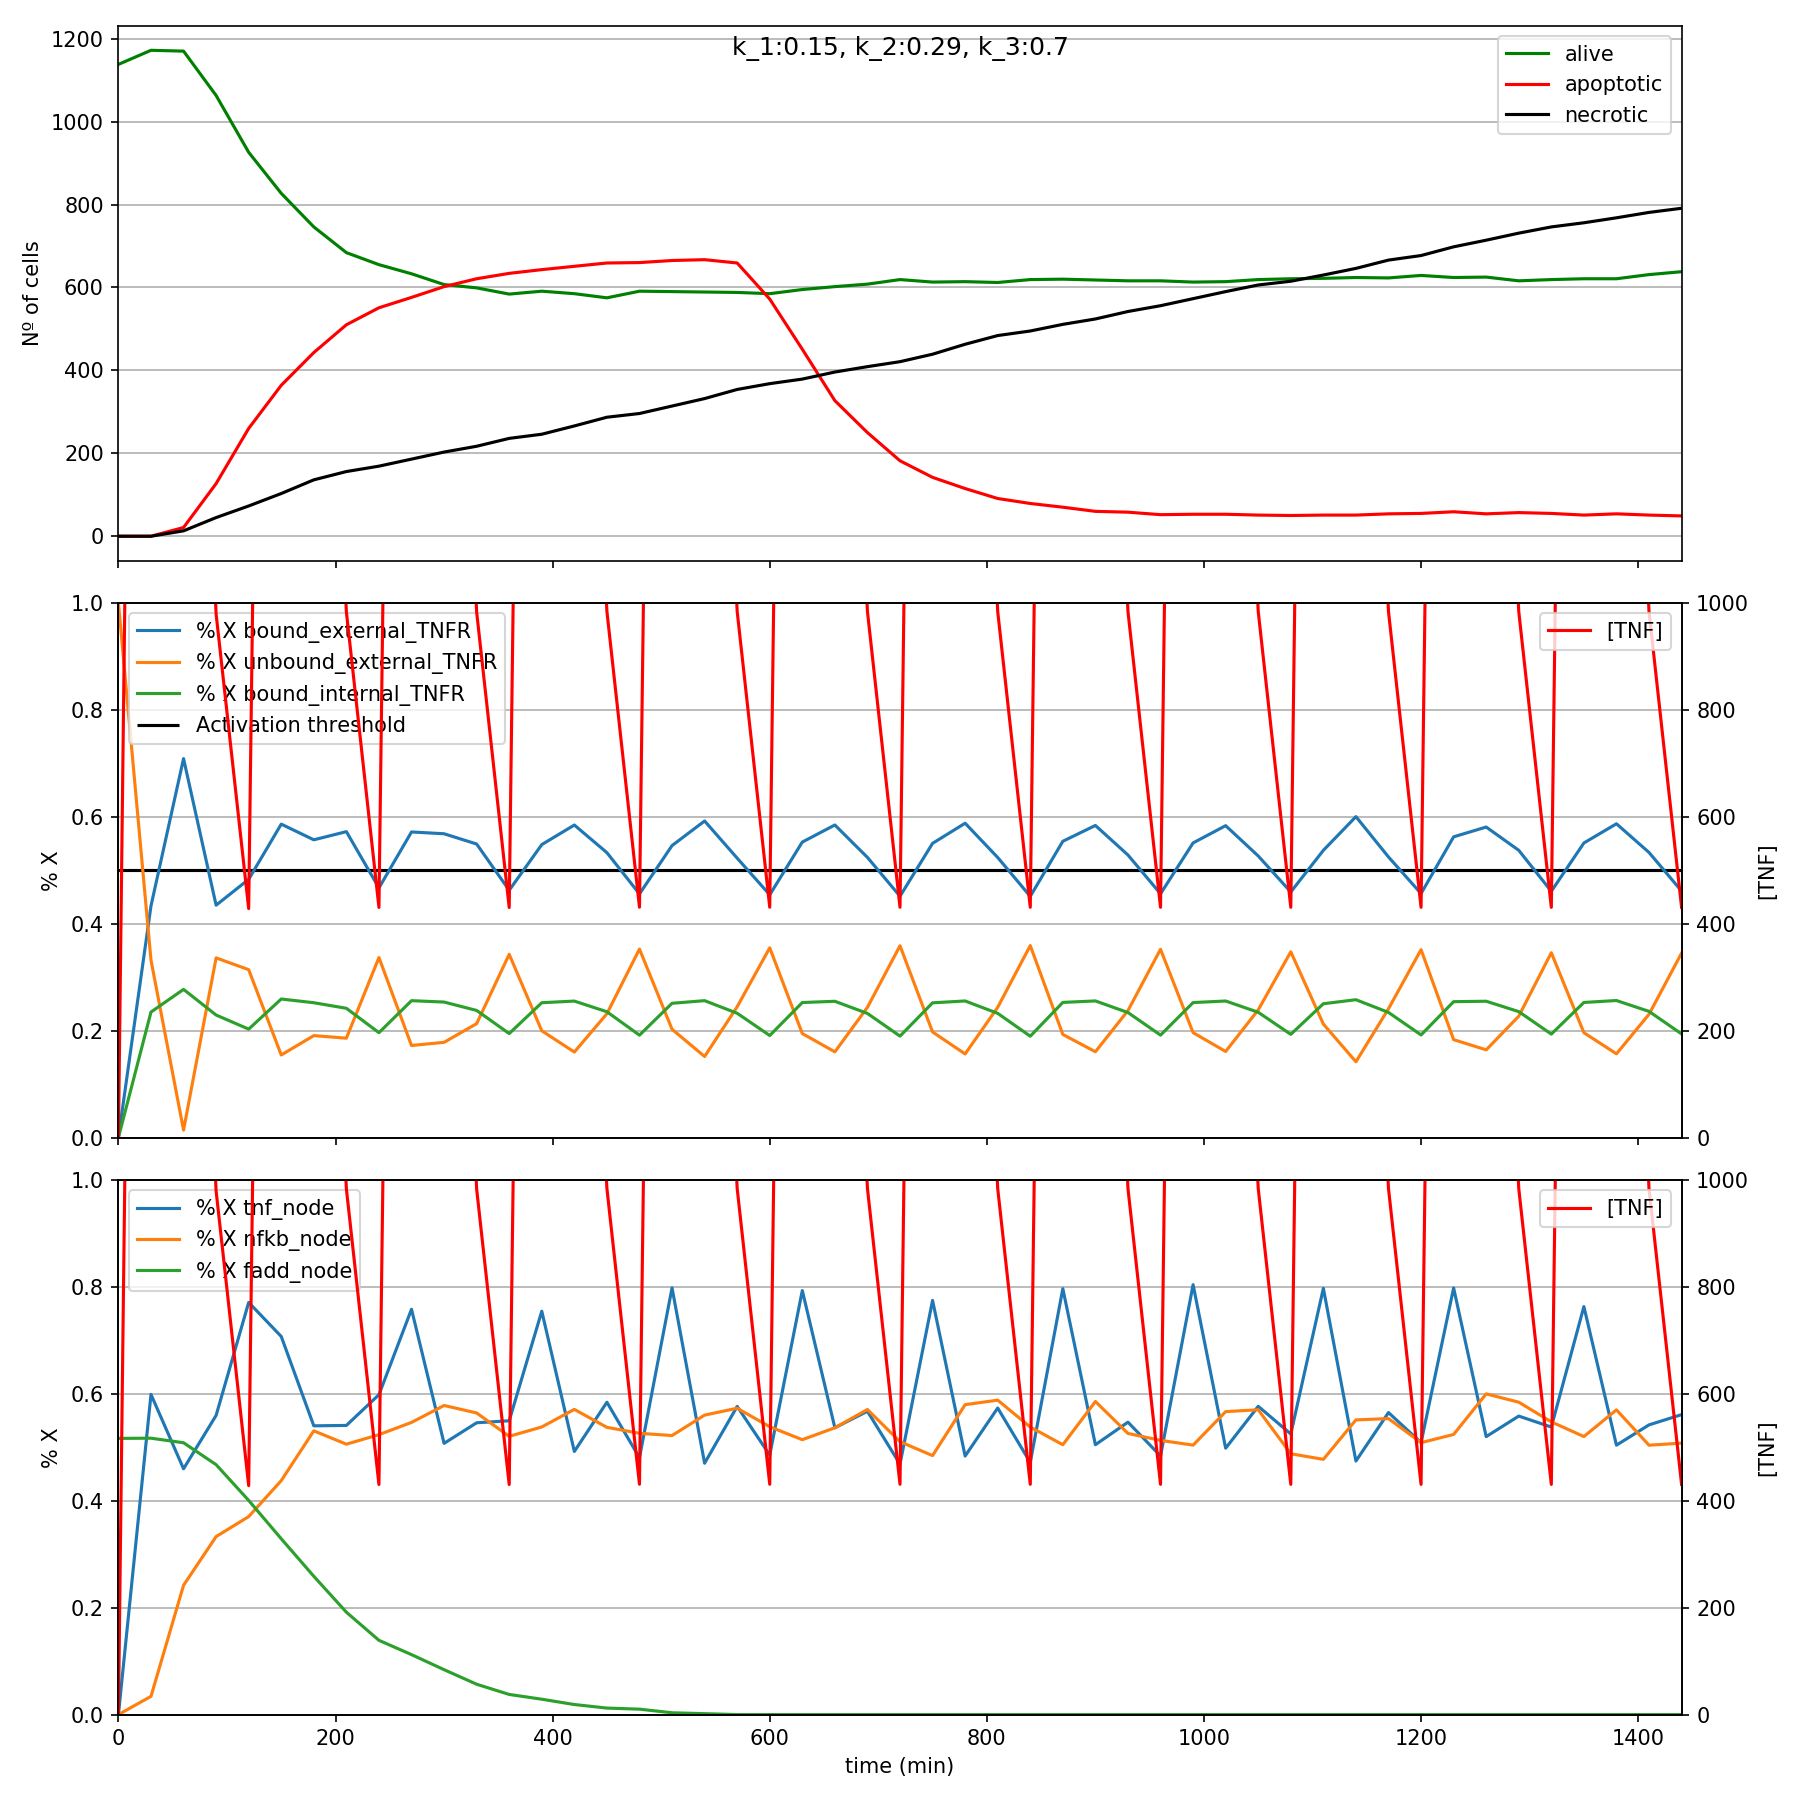 k_1:0.15, k_2:0.29, k_3:0.7
1200
1000
800
600
400
200
0
Nº of cells
alive
apoptotic
necrotic
1.0
0.8
0.6
0.4
0.2
0.0
% X
% X bound_external_TNFR
% X unbound_external_TNFR
% X bound_internal_TNFR
Activation threshold
[TNF]
1000
800
600
400
200
0
[TNF]
1.0
0.8
0.6
0.4
0.2
0.0
% X
% X tnf_node
% X nfkb_node
% X fadd_node
[TNF]
1000
800
600
400
200
0
[TNF]
0 200 400 600 800 1000 1200 1400
time (min)